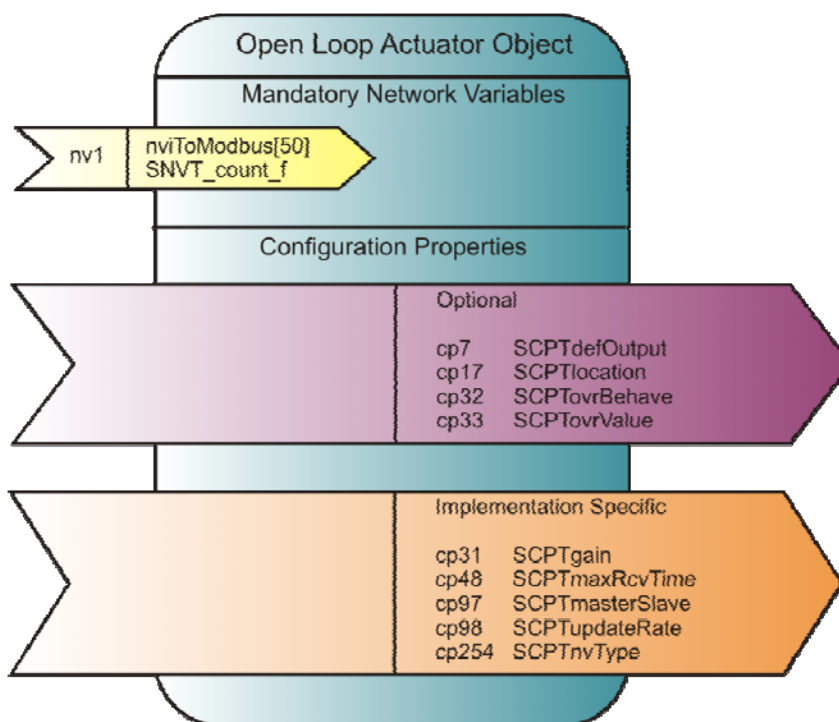 Open Loop Actuator Object
Mandatory Network Variables
nv1 nviToModbus[50]
SNVT_count_f
Configuration Properties
Optional
cp7 SCPTdefOutput
cp17 SCPTlocation
cp32 SCPTovrBehave
cp33 SCPTovrValue
Implementation Specific
cp31 SCPTgain
cp48 SCPTmaxRcvTime
cp97 SCPTmasterSlave
cp98 SCPTupdateRate
cp254 SCPTnvType